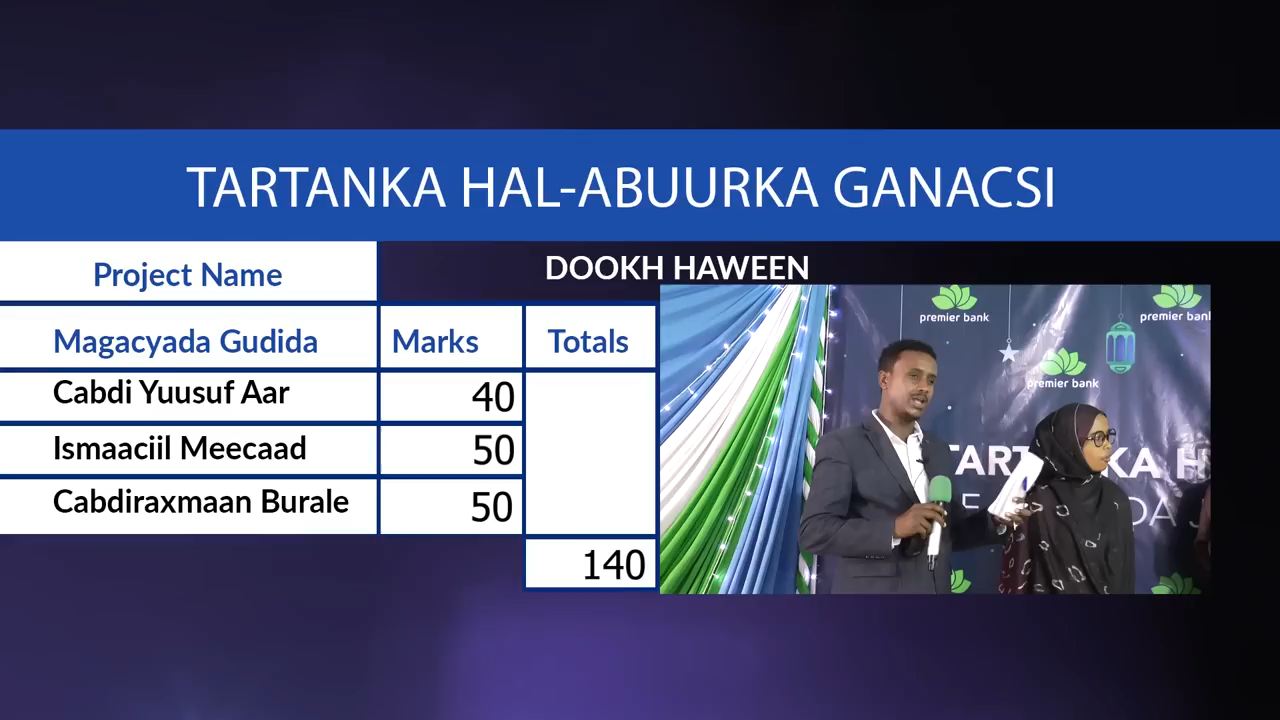 TARTANKA HAL-ABUURKA GANACSI
Project Name
DOOKH HAWEEN
Magacyada Gudida
Marks
Totals
Cabdi Yuusuf Aar
40
Ismaaciil Meecaad
50
Cabdiraxmaan Burale
50
140
premier bank
premier bank
premier bank